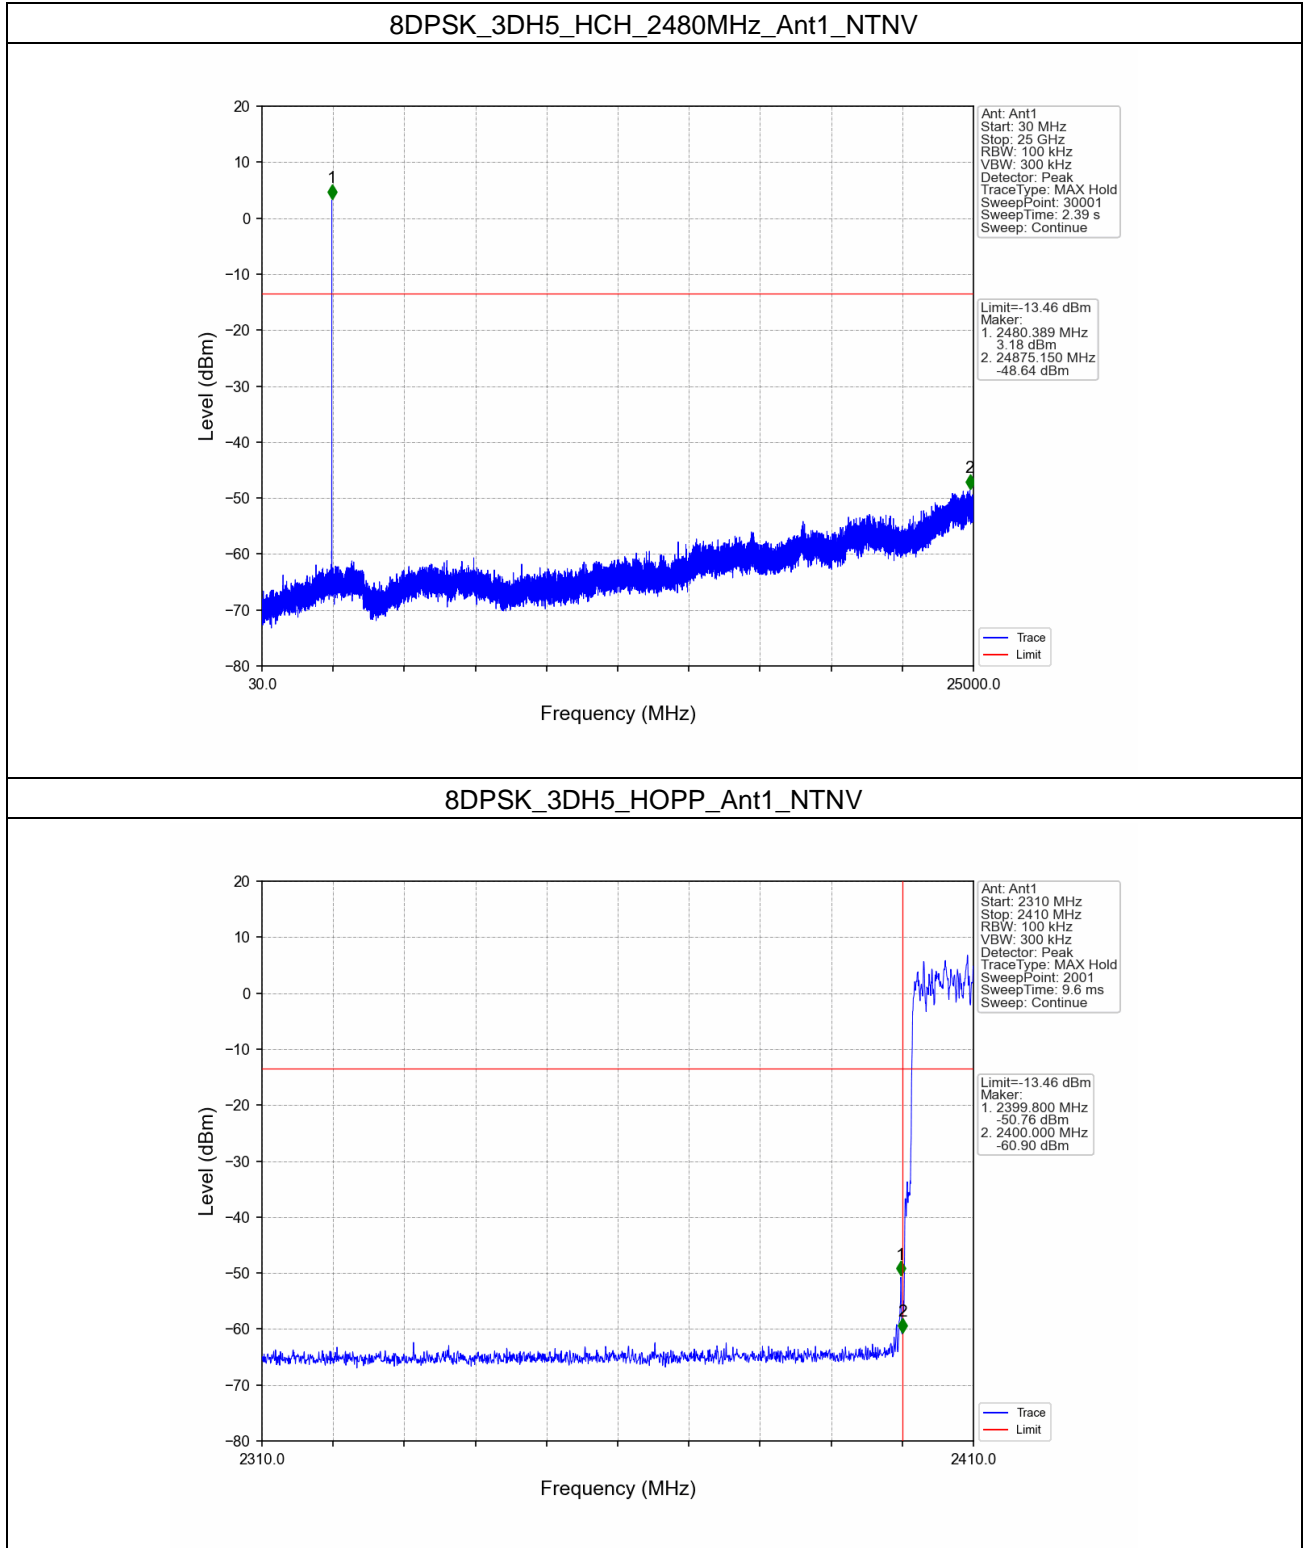 8DPSK_3DH5_HCH_2480MHz_Ant1_NTNV
20
10
0
−10
−20
−30
−40
−50
−60
−70
−80
Level (dBm)
1
2
30.0
25000.0
Frequency (MHz)
Ant: Ant1
Start: 30 MHz
Stop: 25 GHz
RBW: 100 kHz
VBW: 300 kHz
Detector: Peak
TraceType: MAX Hold
SweepPoint: 30001
SweepTime: 2.39 s
Sweep: Continue
Limit=-13.46 dBm
Maker:
1. 2480.389 MHz
3.18 dBm
2. 24875.150 MHz
-48.64 dBm
Trace
Limit
8DPSK_3DH5_HOPP_Ant1_NTNV
20
10
0
−10
−20
−30
−40
−50
−60
−70
−80
Level (dBm)
1
2
2310.0
2410.0
Frequency (MHz)
Ant: Ant1
Start: 2310 MHz
Stop: 2410 MHz
RBW: 100 kHz
VBW: 300 kHz
Detector: Peak
TraceType: MAX Hold
SweepPoint: 2001
SweepTime: 9.6 ms
Sweep: Continue
Limit=-13.46 dBm
Maker:
1. 2399.800 MHz
-50.76 dBm
2. 2400.000 MHz
-60.90 dBm
Trace
Limit